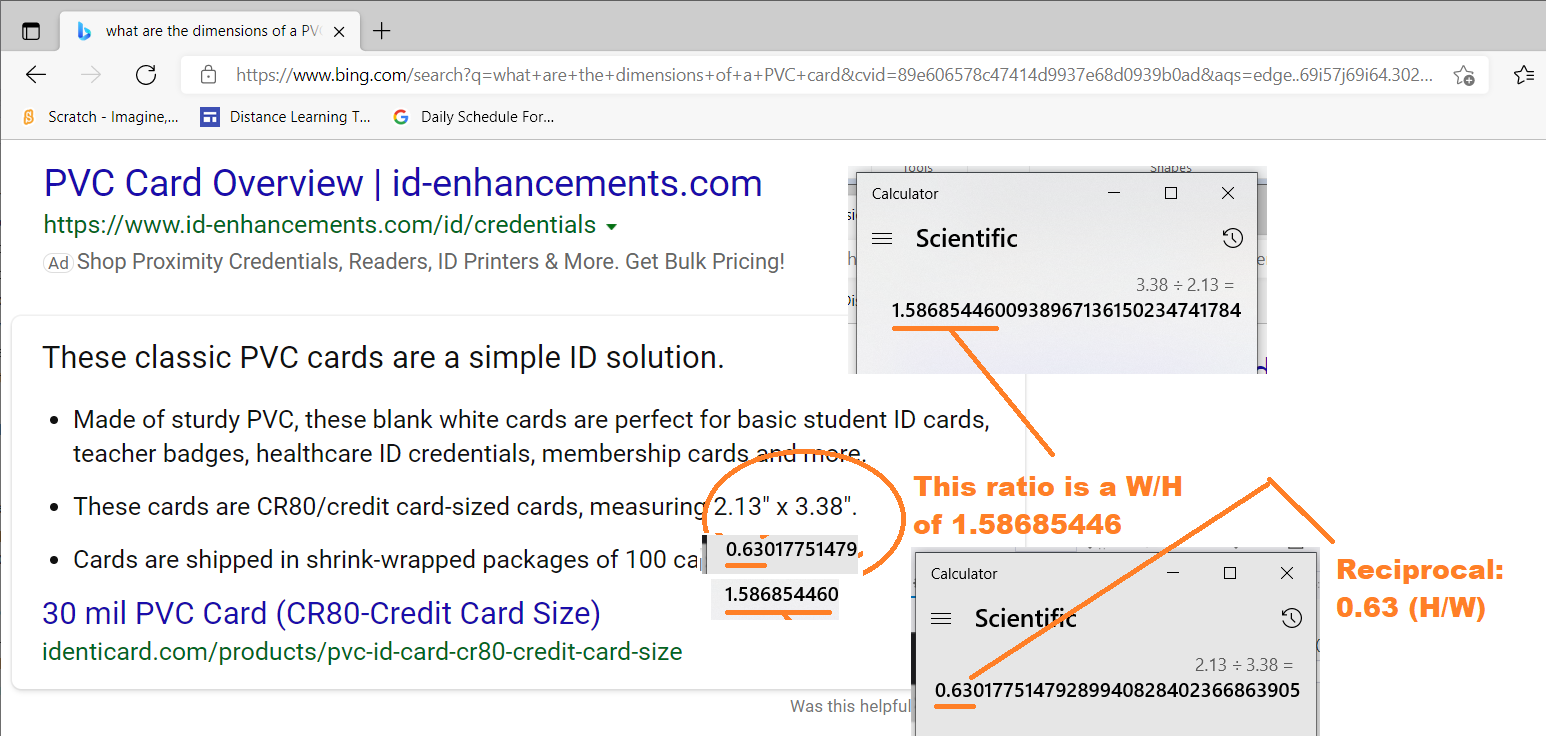 what are the dimensions of a PV
https://www.bing.com/search?q=what+are+the+dimensions+of+a+PVC+card&cvid=89e606578c47414d9937e68d0939b0ad&aqs=edge..69i57j69i64.302...
Scratch - Imagine,... Distance Learning T... Daily Schedule For...
PVC Card Overview | id-enhancements.com
https://www.id-enhancements.com/id/credentials
Ad Shop Proximity Credentials, Readers, ID Printers & More. Get Bulk Pricing!
These classic PVC cards are a simple ID solution.
• Made of sturdy PVC, these blank white cards are perfect for basic student ID cards,
teacher badges, healthcare ID credentials, membership cards and more.
• These cards are CR80/credit card-sized cards, measuring 2.13" x 3.38".
• Cards are shipped in shrink-wrapped packages of 100 ca
0.63017751479
1.586854460
30 mil PVC Card (CR80-Credit Card Size)
identicard.com/products/pvc-id-card-cr80-credit-card-size
Was this helpful
Tools Shapes
Calculator
Scientific
3.38 ÷ 2.13 =
1.5868544600938967136150234741784
This ratio is a W/H
of 1.58685446
Calculator
Scientific
2.13 ÷ 3.38 =
0.63017751479289940828402366863905
Reciprocal:
0.63 (H/W)